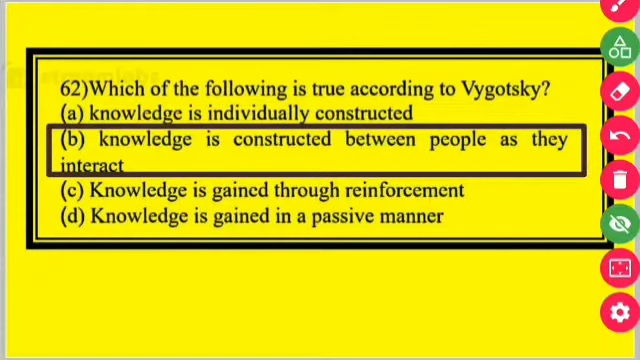 62)Which of the following is true according to Vygotsky?
(a) knowledge is individually constructed
(b) knowledge is constructed between people as they
interact
(c) Knowledge is gained through reinforcement
(d) Knowledge is gained in a passive manner